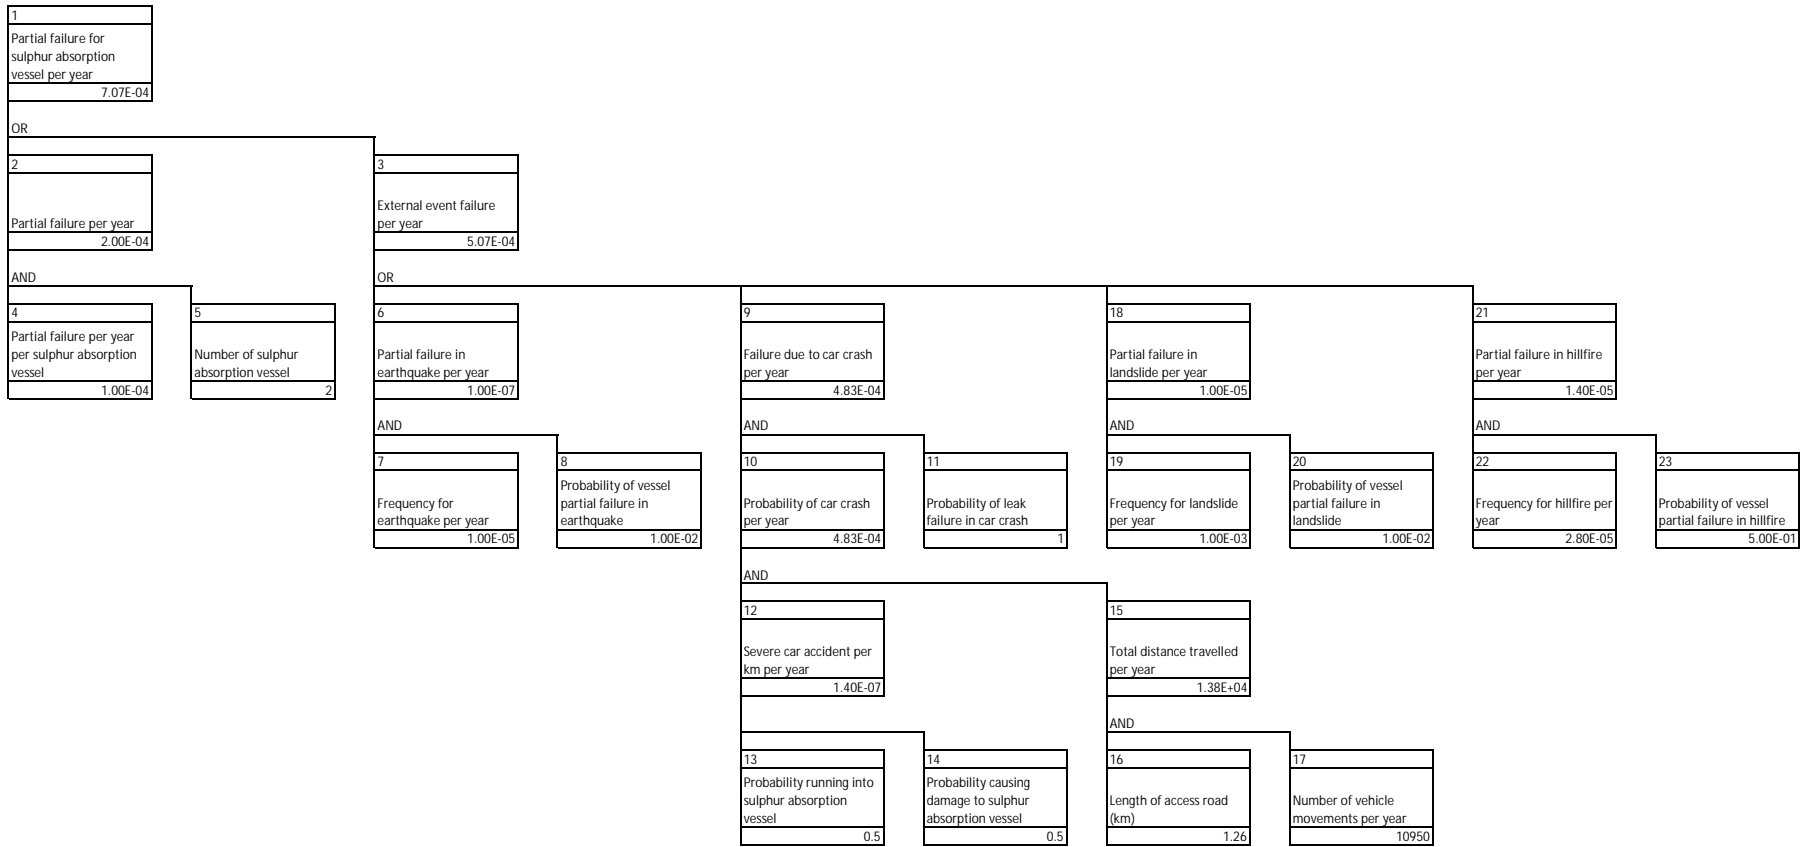 1
Partial failure for
sulphur absorption
vessel per year
7.07E-04
OR
2
Partial failure per year
2.00E-04
3
External event failure
per year
5.07E-04
AND
OR
4
Partial failure per year
per sulphur absorption
vessel
1.00E-04
5
Number of sulphur
absorption vessel
2
6
Partial failure in
earthquake per year
1.00E-07
9
Failure due to car crash
per year
4.83E-04
18
Partial failure in
landslide per year
1.00E-05
21
Partial failure in hillfire
per year
1.40E-05
AND
AND
AND
AND
7
Frequency for
earthquake per year
1.00E-05
8
Probability of vessel
partial failure in
earthquake
1.00E-02
10
Probability of car crash
per year
4.83E-04
11
Probability of leak
failure in car crash
1
19
Frequency for landslide
per year
1.00E-03
20
Probability of vessel
partial failure in
landslide
1.00E-02
22
Frequency for hillfire per
year
2.80E-05
23
Probability of vessel
partial failure in hillfire
5.00E-01
AND
12
Severe car accident per
km per year
1.40E-07
15
Total distance travelled
per year
1.38E+04
AND
13
Probability running into
sulphur absorption
vessel
0.5
14
Probability causing
damage to sulphur
absorption vessel
0.5
16
Length of access road
(km)
1.26
17
Number of vehicle
movements per year
10950